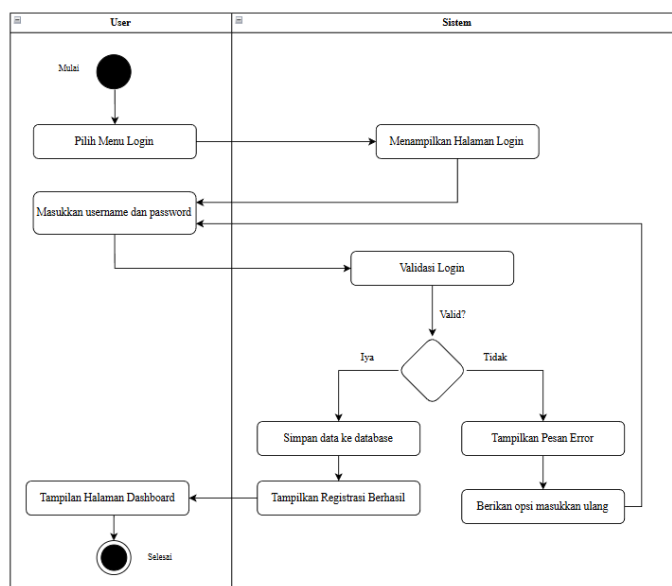 User
Sistem
Mulai
Pilih Menu Login
Menampilkan Halaman Login
Masukkan username dan password
Validasi Login
Valid?
Iya
Tidak
Simpan data ke database
Tampilkan Pesan Error
Tampilan Halaman Dashboard
Tampilkan Registrasi Berhasil
Berikan opsi masukkan ulang
Selesai